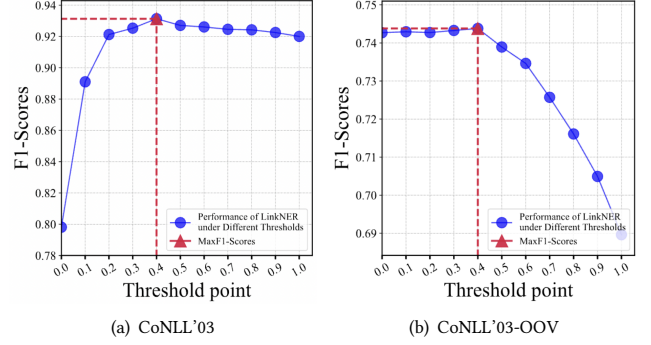 F1-Scores
0.94
0.92
0.90
0.88
0.86
0.84
0.82
0.80
0.78
0.0 0.1 0.2 0.3 0.4 0.5 0.6 0.7 0.8 0.9 1.0
Threshold point
Performance of LinkNER
under Different Thresholds
MaxF1-Scores
(a) CoNLL'03
F1-Scores
0.75
0.74
0.73
0.72
0.71
0.70
0.69
0.0 0.1 0.2 0.3 0.4 0.5 0.6 0.7 0.8 0.9 1.0
Threshold point
Performance of LinkNER
under Different Thresholds
MaxF1-Scores
(b) CoNLL'03-OOV